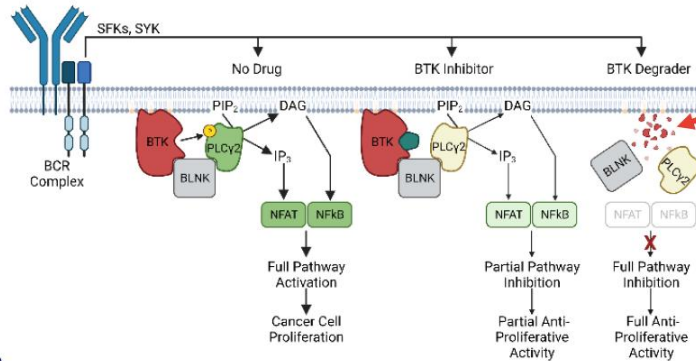 SFKs, SYK
No Drug
BTK Inhibitor
BTK Degrader
BCR
Complex
BTK
P
PIP₂
DAG
PLCγ2
IP₃
BLNK
NFAT
NFkB
Full Pathway
Activation
Cancer Cell
Proliferation
BTK
PIP₂
DAG
PLCγ2
IP₃
BLNK
NFAT
NFkB
Partial Pathway
Inhibition
Partial Anti-
Proliferative
Activity
BLNK
PLCγ2
NFAT
NFkB
X
Full Pathway
Inhibition
Full Anti-
Proliferative
Activity